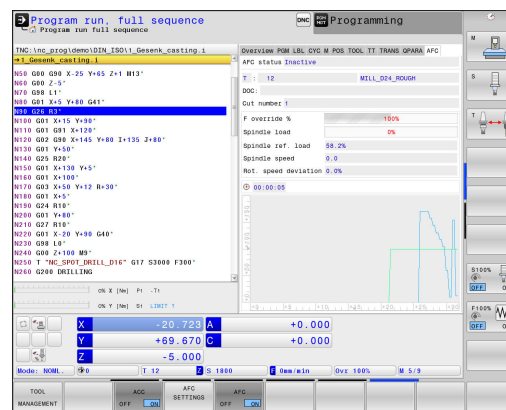 Program run, full sequence
Program run, full sequence
DNC
Programming
TNC:\nc_prog\demo\DIN_ISO\1_Gesenk_casting.i
→1_Gesenk_casting.i
N50 G00 G90 X-25 Y+65 Z+1 M13*
N60 G00 Z-5*
N70 G98 L1*
N80 G01 X+5 Y+80 G41*
N90 G26 R3*
N100 G01 X+15 Y+90*
N110 G01 G91 X+120*
N120 G02 G90 X+145 Y+80 I+135 J+80*
N130 G01 Y+50*
N140 G25 R20*
N150 G01 X+130 Y+5*
N160 G01 X+100*
N170 G03 X+50 Y+12 R+30*
N180 G01 X+5*
N190 G24 R10*
N200 G01 Y+80*
N210 G27 R10*
N220 G01 X-20 Y+90 G40*
N230 G98 L0*
N240 G00 Z+100 M9*
N250 T "NC_SPOT_DRILL_D16" G17 S3000 F300*
N260 G200 DRILLING
0% X [Nm] P1 -T1
0% Y [Nm] S1 LIMIT 1
Overview PGM LBL CYC M POS TOOL TT TRANS QPARA AFC
AFC status Inactive
T : 12 MILL_D24_ROUGH
DOC:
Cut number 1
F override % 100%
Spindle load 0%
Spindle ref. load 58.2%
Spindle speed 0.0
Rot. speed deviation 0.0%
00:00:05
X -20.723 A +0.000
Y +69.670 C +0.000
Z -5.000
Mode: NOML. 0 T 12 Z S 1800 F 0mm/min Ovr 100% M 5/9
TOOL MANAGEMENT
ACC
OFF ON
AFC SETTINGS
AFC
OFF ON
M
S
T
S100%
OFF
F100%
OFF